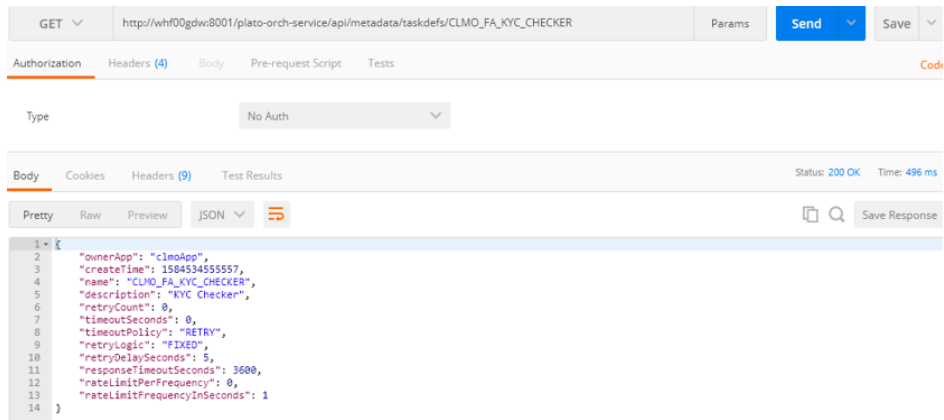 GET http://whf00gdw:8001/plato-orch-service/api/metadata/taskdefs/CLMO_FA_KYC_CHECKER Params Send Save
Authorization Headers (4) Body Pre-request Script Tests Code
Type No Auth
Body Cookies Headers (9) Test Results Status: 200 OK Time: 496 ms
Pretty Raw Preview JSON Save Response
1 {
2 "ownerApp": "clmoApp",
3 "createTime": 1584534555557,
4 "name": "CLMO_FA_KYC_CHECKER",
5 "description": "KYC Checker",
6 "retryCount": 0,
7 "timeoutSeconds": 0,
8 "timeoutPolicy": "RETRY",
9 "retryLogic": "FIXED",
10 "retryDelaySeconds": 5,
11 "responseTimeoutSeconds": 3600,
12 "rateLimitPerFrequency": 0,
13 "rateLimitFrequencyInSeconds": 1
14 }